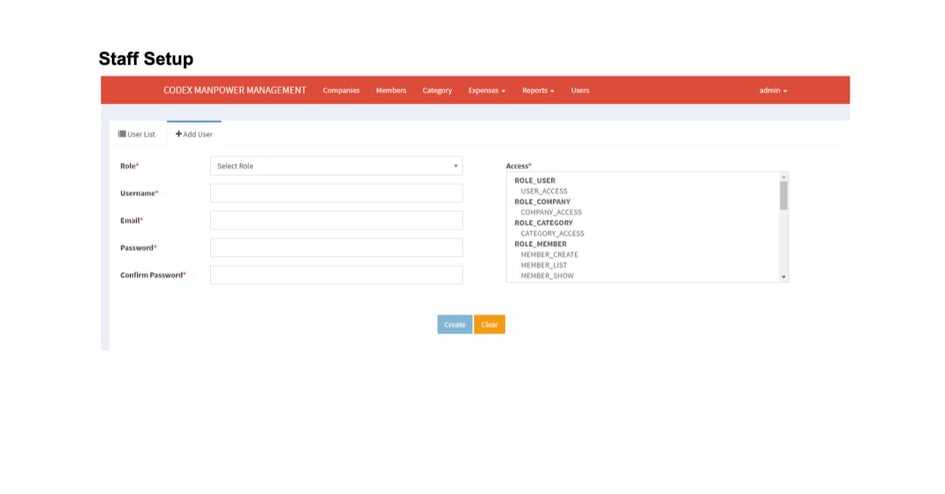 Staff Setup
CODEX MANPOWER MANAGEMENT Companies Members Category Expenses Reports Users admin
User List Add User
Role* Select Role
Username*
Email*
Password*
Confirm Password*
Access*
ROLE_USER
USER_ACCESS
ROLE_COMPANY
COMPANY_ACCESS
ROLE_CATEGORY
CATEGORY_ACCESS
ROLE_MEMBER
MEMBER_CREATE
MEMBER_LIST
MEMBER_SHOW
Create Clear